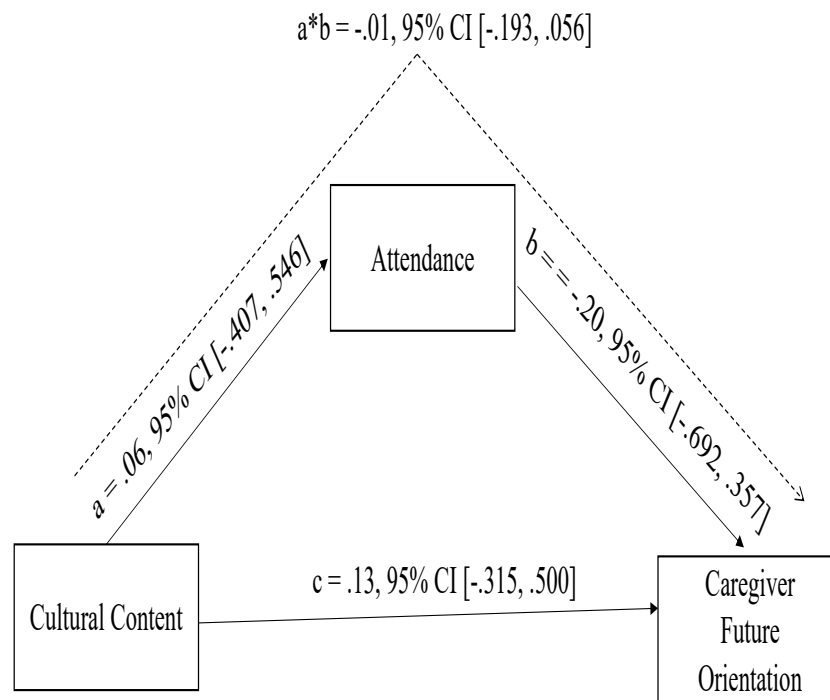 a*b = -.01, 95% CI [-.193, .056]
a = .06, 95% CI [-.407, .546]
Attendance
b = = -.20, 95% CI [-.692, .357]
Cultural Content
c = .13, 95% CI [-.315, .500]
Caregiver
Future
Orientation